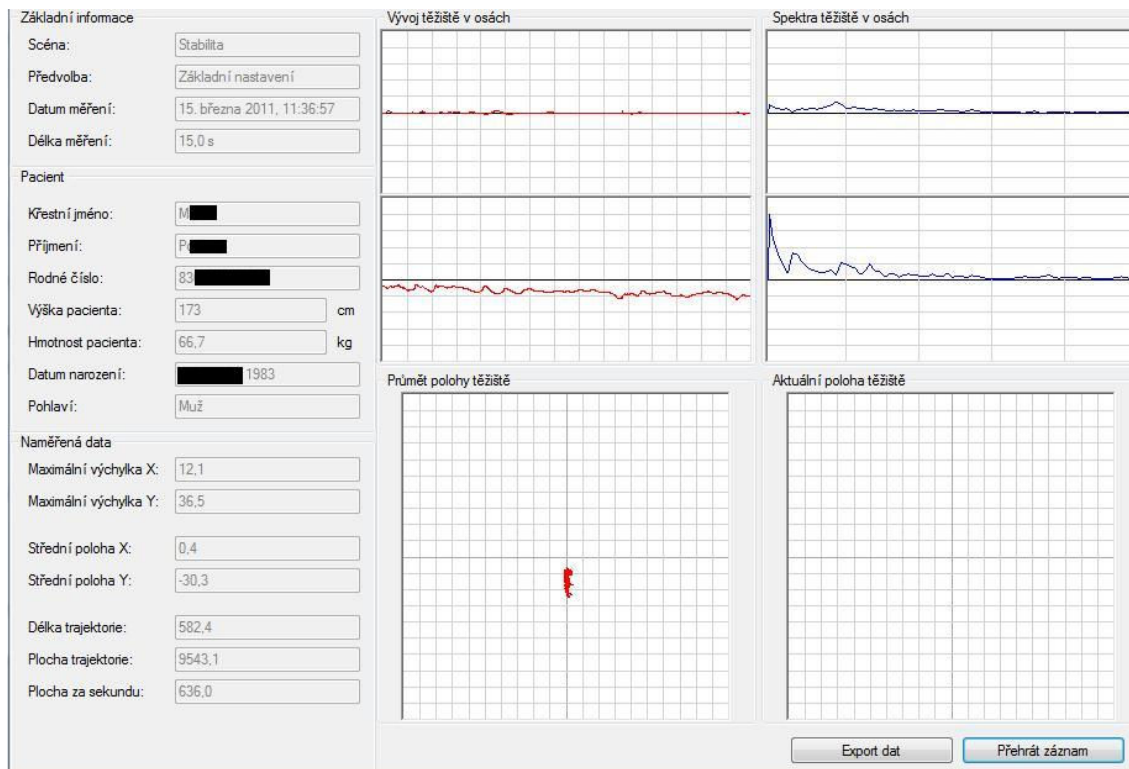 Základní informace
Scéna: Stabilita
Předvolba: Základní nastavení
Datum měření: 15. března 2011, 11:36:57
Délka měření: 15,0 s
Pacient
Křestní jméno: M
Příjmení: P
Rodné číslo: 83
Výška pacienta: 173 cm
Hmotnost pacienta: 66,7 kg
Datum narození: 1983
Pohlaví: Muž
Naměřená data
Maximální výchylka X: 12,1
Maximální výchylka Y: 36,5
Střední poloha X: 0,4
Střední poloha Y: -30,3
Délka trajektorie: 582,4
Plocha trajektorie: 9543,1
Plocha za sekundu: 636,0
Vývoj těžiště v osách
Spektra těžiště v osách
Průmět polohy těžiště
Aktuální poloha těžiště
Export dat
Přehrát záznam